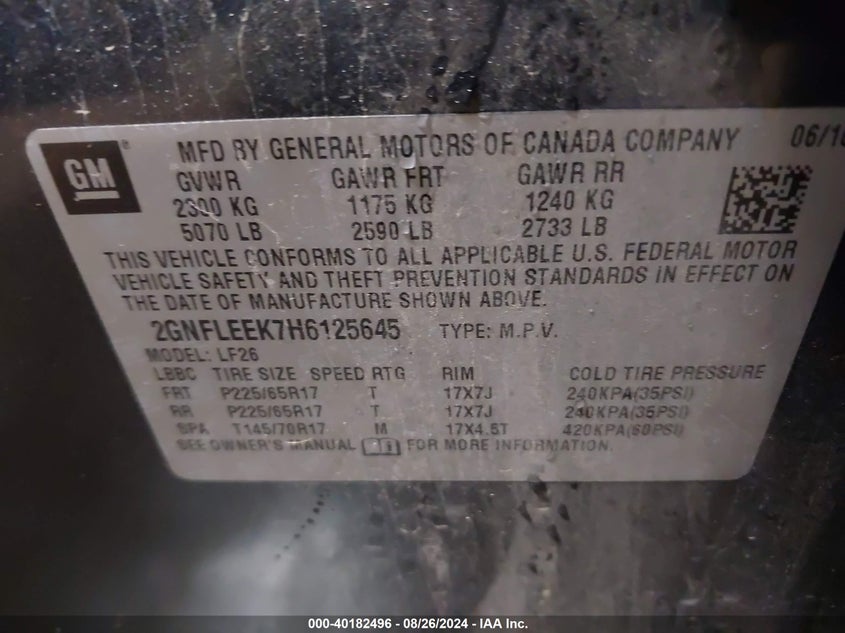 GM
MFD BY GENERAL MOTORS OF CANADA COMPANY 06/16
GVWR GAWR FRT GAWR RR
2300 KG 1175 KG 1240 KG
5070 LB 2590 LB 2733 LB
THIS VEHICLE CONFORMS TO ALL APPLICABLE U.S. FEDERAL MOTOR
VEHICLE SAFETY AND THEFT PREVENTION STANDARDS IN EFFECT ON
THE DATE OF MANUFACTURE SHOWN ABOVE.
2GNFLEEK7H6125645 TYPE: M.P.V.
MODEL: LF26
LBBC TIRE SIZE SPEED RTG RIM COLD TIRE PRESSURE
FRT P225/65R17 T 17X7J 240KPA(35PSI)
RR P225/65R17 T 17X7J 240KPA(35PSI)
SPA T145/70R17 M 17X4.5T 420KPA(60PSI)
SEE OWNER'S MANUAL FOR MORE INFORMATION.
000-40182496 - 08/26/2024 - IAA Inc.